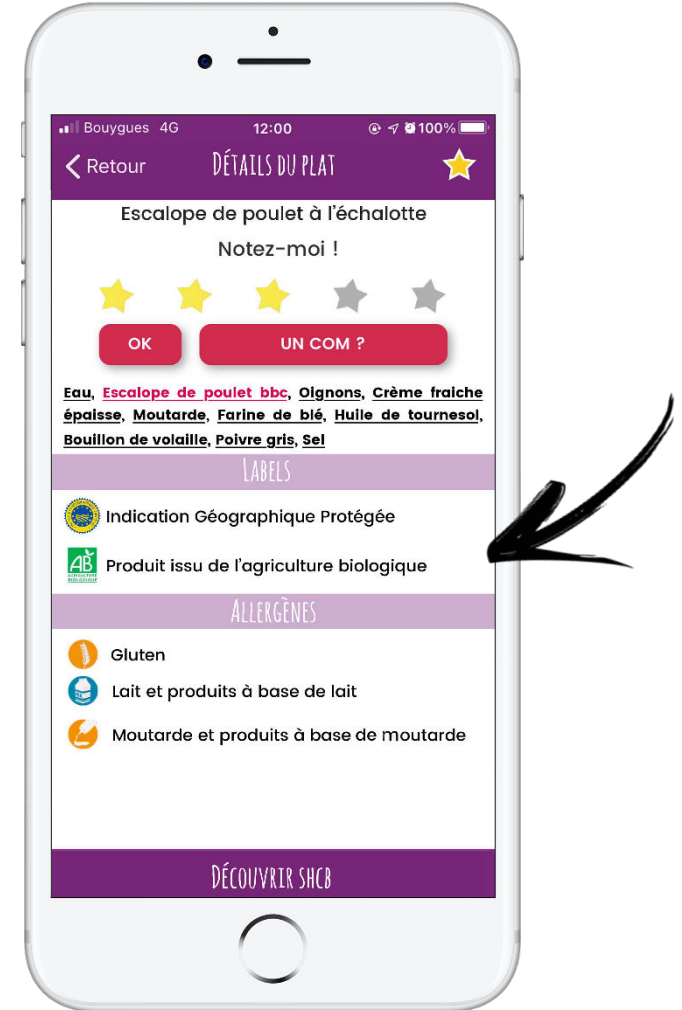 Bouygues 4G 12:00 100%
Retour DÉTAILS DU PLAT
Escalope de poulet à l'échalotte
Notez-moi !
OK UN COM ?
Eau, Escalope de poulet bbc, Oignons, Crème fraiche
épaisse, Moutarde, Farine de blé, Huile de tournesol,
Bouillon de volaille, Poivre gris, Sel
LABELS
Indication Géographique Protégée
AB
AGRICULTURE
BIOLOGIQUE
Produit issu de l'agriculture biologique
ALLERGÈNES
Gluten
Lait et produits à base de lait
Moutarde et produits à base de moutarde
DÉCOUVRIR SHCB